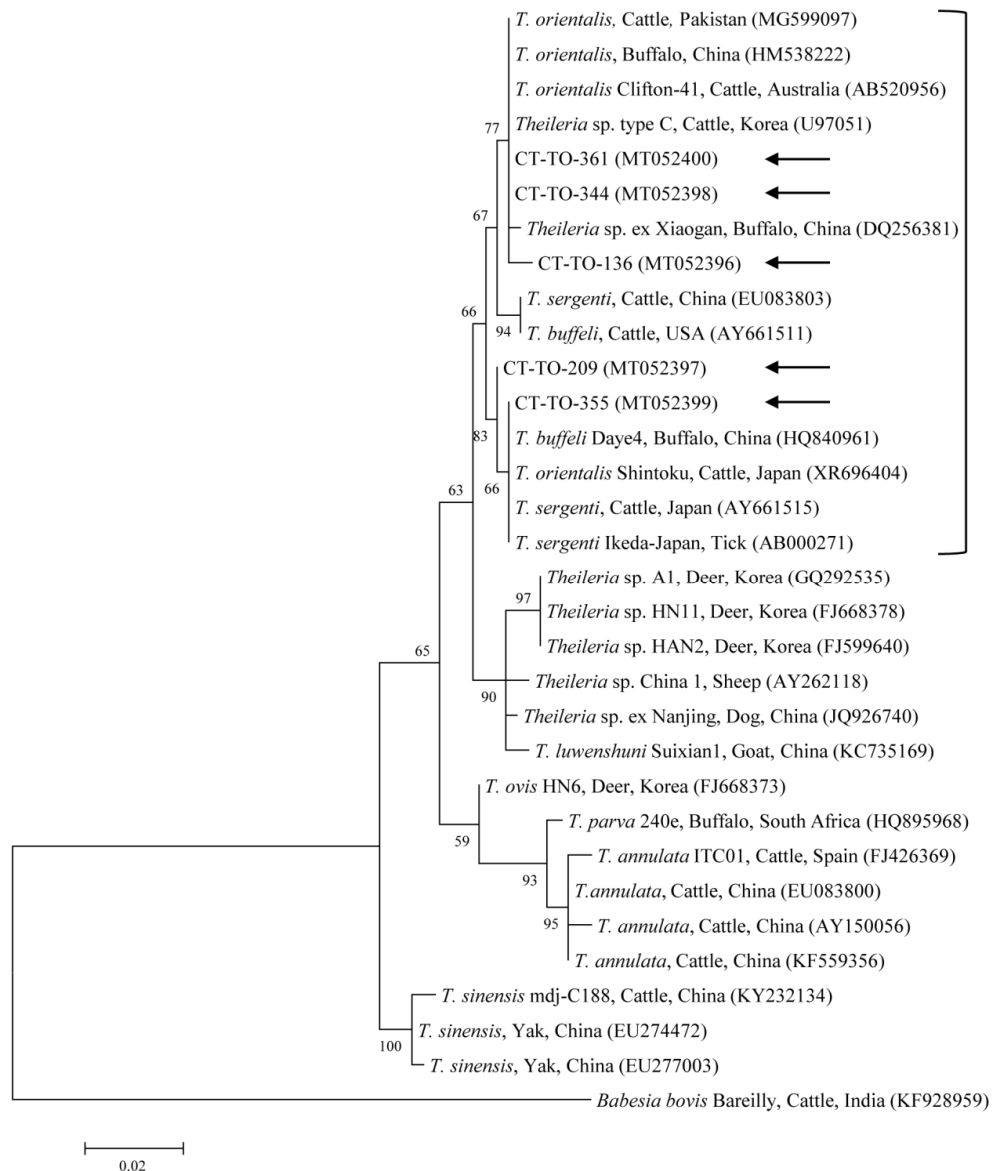 T. orientalis, Cattle, Pakistan (MG599097)
T. orientalis, Buffalo, China (HM538222)
T. orientalis Clifton-41, Cattle, Australia (AB520956)
77
Theileria sp. type C, Cattle, Korea (U97051)
CT-TO-361 (MT052400)
CT-TO-344 (MT052398)
67
Theileria sp. ex Xiaogan, Buffalo, China (DQ256381)
CT-TO-136 (MT052396)
T. sergenti, Cattle, China (EU083803)
66
94
T. buffeli, Cattle, USA (AY661511)
CT-TO-209 (MT052397)
CT-TO-355 (MT052399)
83
T. buffeli Daye4, Buffalo, China (HQ840961)
T. orientalis Shintoku, Cattle, Japan (XR696404)
63
66
T. sergenti, Cattle, Japan (AY661515)
T. sergenti Ikeda-Japan, Tick (AB000271)
Theileria sp. A1, Deer, Korea (GQ292535)
97
Theileria sp. HN11, Deer, Korea (FJ668378)
65
Theileria sp. HAN2, Deer, Korea (FJ599640)
Theileria sp. China 1, Sheep (AY262118)
90
Theileria sp. ex Nanjing, Dog, China (JQ926740)
T. luwenshuni Suixian1, Goat, China (KC735169)
T. ovis HN6, Deer, Korea (FJ668373)
T. parva 240e, Buffalo, South Africa (HQ895968)
59
T. annulata ITC01, Cattle, Spain (FJ426369)
93
T.annulata, Cattle, China (EU083800)
95
T. annulata, Cattle, China (AY150056)
T. annulata, Cattle, China (KF559356)
T. sinensis mdj-C188, Cattle, China (KY232134)
T. sinensis, Yak, China (EU274472)
100
T. sinensis, Yak, China (EU277003)
Babesia bovis Bareilly, Cattle, India (KF928959)
0.02